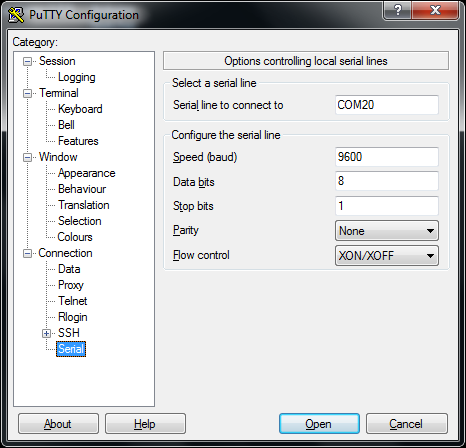 PuTTY Configuration
Category:
Session
Logging
Terminal
Keyboard
Bell
Features
Window
Appearance
Behaviour
Translation
Selection
Colours
Connection
Data
Proxy
Telnet
Rlogin
SSH
Serial
Options controlling local serial lines
Select a serial line
Serial line to connect to COM20
Configure the serial line
Speed (baud) 9600
Data bits 8
Stop bits 1
Parity None
Flow control XON/XOFF
About Help Open Cancel